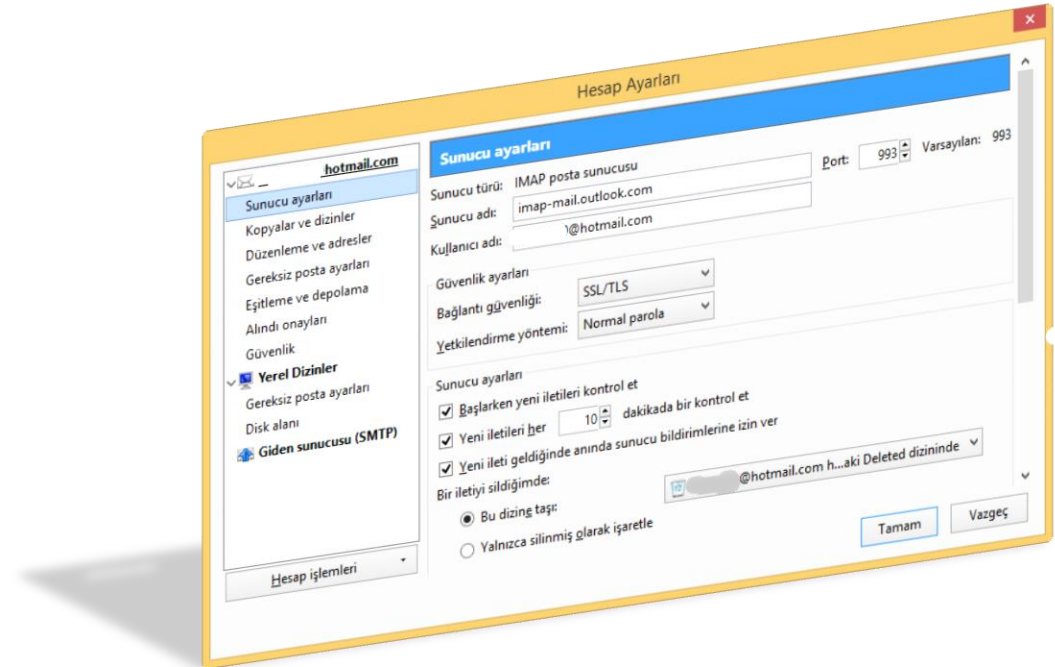 Hesap Ayarları
hotmail.com
Sunucu ayarları
Kopyalar ve dizinler
Düzenleme ve adresler
Gereksiz posta ayarları
Eşitleme ve depolama
Alındı onayları
Güvenlik
Yerel Dizinler
Gereksiz posta ayarları
Disk alanı
Giden sunucusu (SMTP)
Hesap işlemleri
Sunucu ayarları
Sunucu türü: IMAP posta sunucusu
Sunucu adı: imap-mail.outlook.com Port: 993 Varsayılan: 993
Kullanıcı adı: @hotmail.com
Güvenlik ayarları
Bağlantı güvenliği: SSL/TLS
Yetkilendirme yöntemi: Normal parola
Sunucu ayarları
Başlarken yeni iletileri kontrol et
Yeni iletileri her 10 dakikada bir kontrol et
Yeni ileti geldiğinde anında sunucu bildirimlerine izin ver
Bir iletiyi sildiğimde:
Bu dizine taşı: @hotmail.com h...aki Deleted dizininde
Yalnızca silinmiş olarak işaretle
Tamam Vazgeç